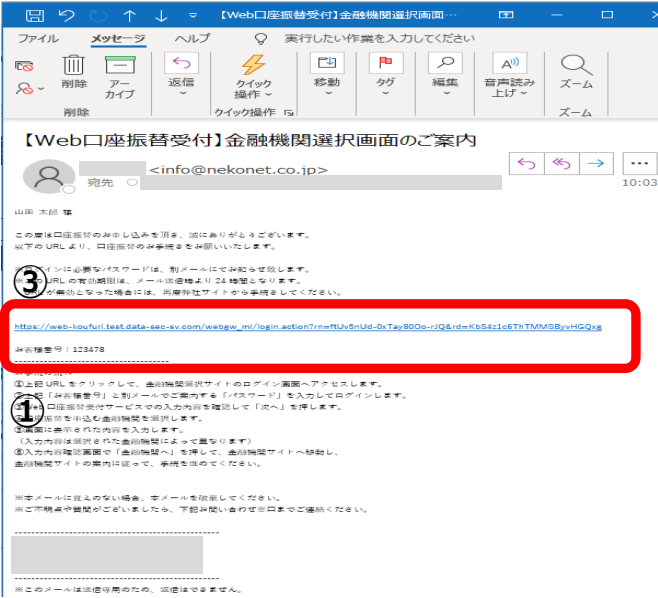 【Web口座振替受付】金融機関選択画面…
ファイル メッセージ ヘルプ 実行したい作業を入力してください
削除 アーカイブ 返信 クイック操作 移動 タグ 編集 音声読み上げ ズーム
削除 クイック操作 ズーム
【Web口座振替受付】金融機関選択画面のご案内
<info@nekonet.co.jp>
宛先
10:03
山田 太郎 様
この度は口座振替のお申し込みを頂き、誠にありがとうございます。
以下の URL より、口座振替のお手続きをお願いいたします。
ログインに必要なパスワードは、別メールにてお知らせ致します。
③
URL の有効期限は、メール送信時より 24 時間となります。
が無効となった場合には、再度弊社サイトから手続きしてください。
https://web-koufuri.test.data-sec-sv.com/webgw_ml/login.action?rn=ftUv5nUd-0xTay80Oo-rJQ&rd=KbS4z1c6ThTMMSByvHGQxg
お客様番号：123478
----------------------------------
①上記 URL をクリックして、金融機関選択サイトのログイン画面へアクセスします。
上記「お客様番号」と別メールでご案内する「パスワード」を入力してログインします。
①
Web 口座振替受付サービスでの入力内容を確認して「次へ」を押します。
振替を申込む金融機関を選択します。
画面に表示された内容を入力します。
（入力内容は選択された金融機関によって異なります）
⑥入力内容確認画面で「金融機関へ」を押して、金融機関サイトへ移動し、
金融機関サイトの案内に従って、手続を進めてください。
※本メールに覚えのない場合、本メールを破棄してください。
※ご不明点や質問がございましたら、下記お問い合わせ窓口までご連絡ください。
---------------------------------------------
---------------------------------------------
※このメールは送信専用のため、返信はできません。